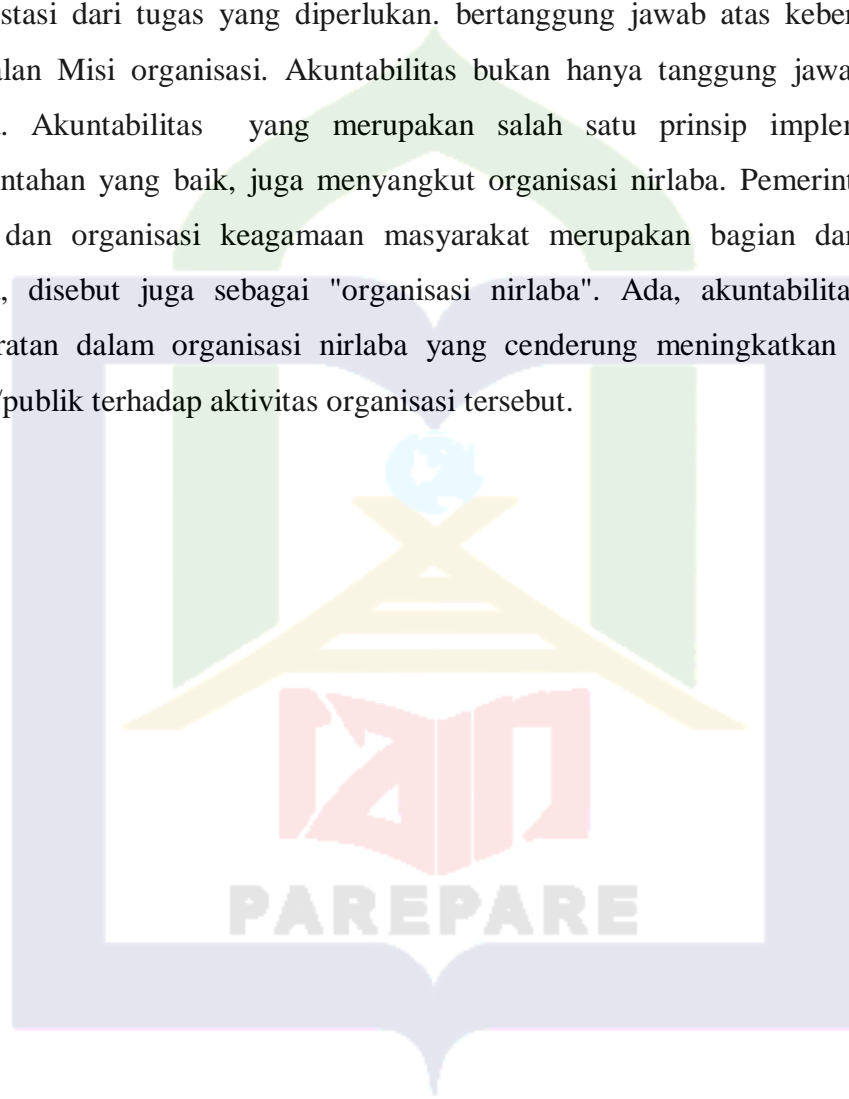 stasi dari tugas yang diperlukan. bertanggung jawab atas keber
alan Misi organisasi. Akuntabilitas bukan hanya tanggung jawa
. Akuntabilitas yang merupakan salah satu prinsip impler
ntahan yang baik, juga menyangkut organisasi nirlaba. Pemerint
dan organisasi keagamaan masyarakat merupakan bagian dar
, disebut juga sebagai "organisasi nirlaba". Ada, akuntabilita
ratan dalam organisasi nirlaba yang cenderung meningkatkan
/publik terhadap aktivitas organisasi tersebut.
PAREPARE